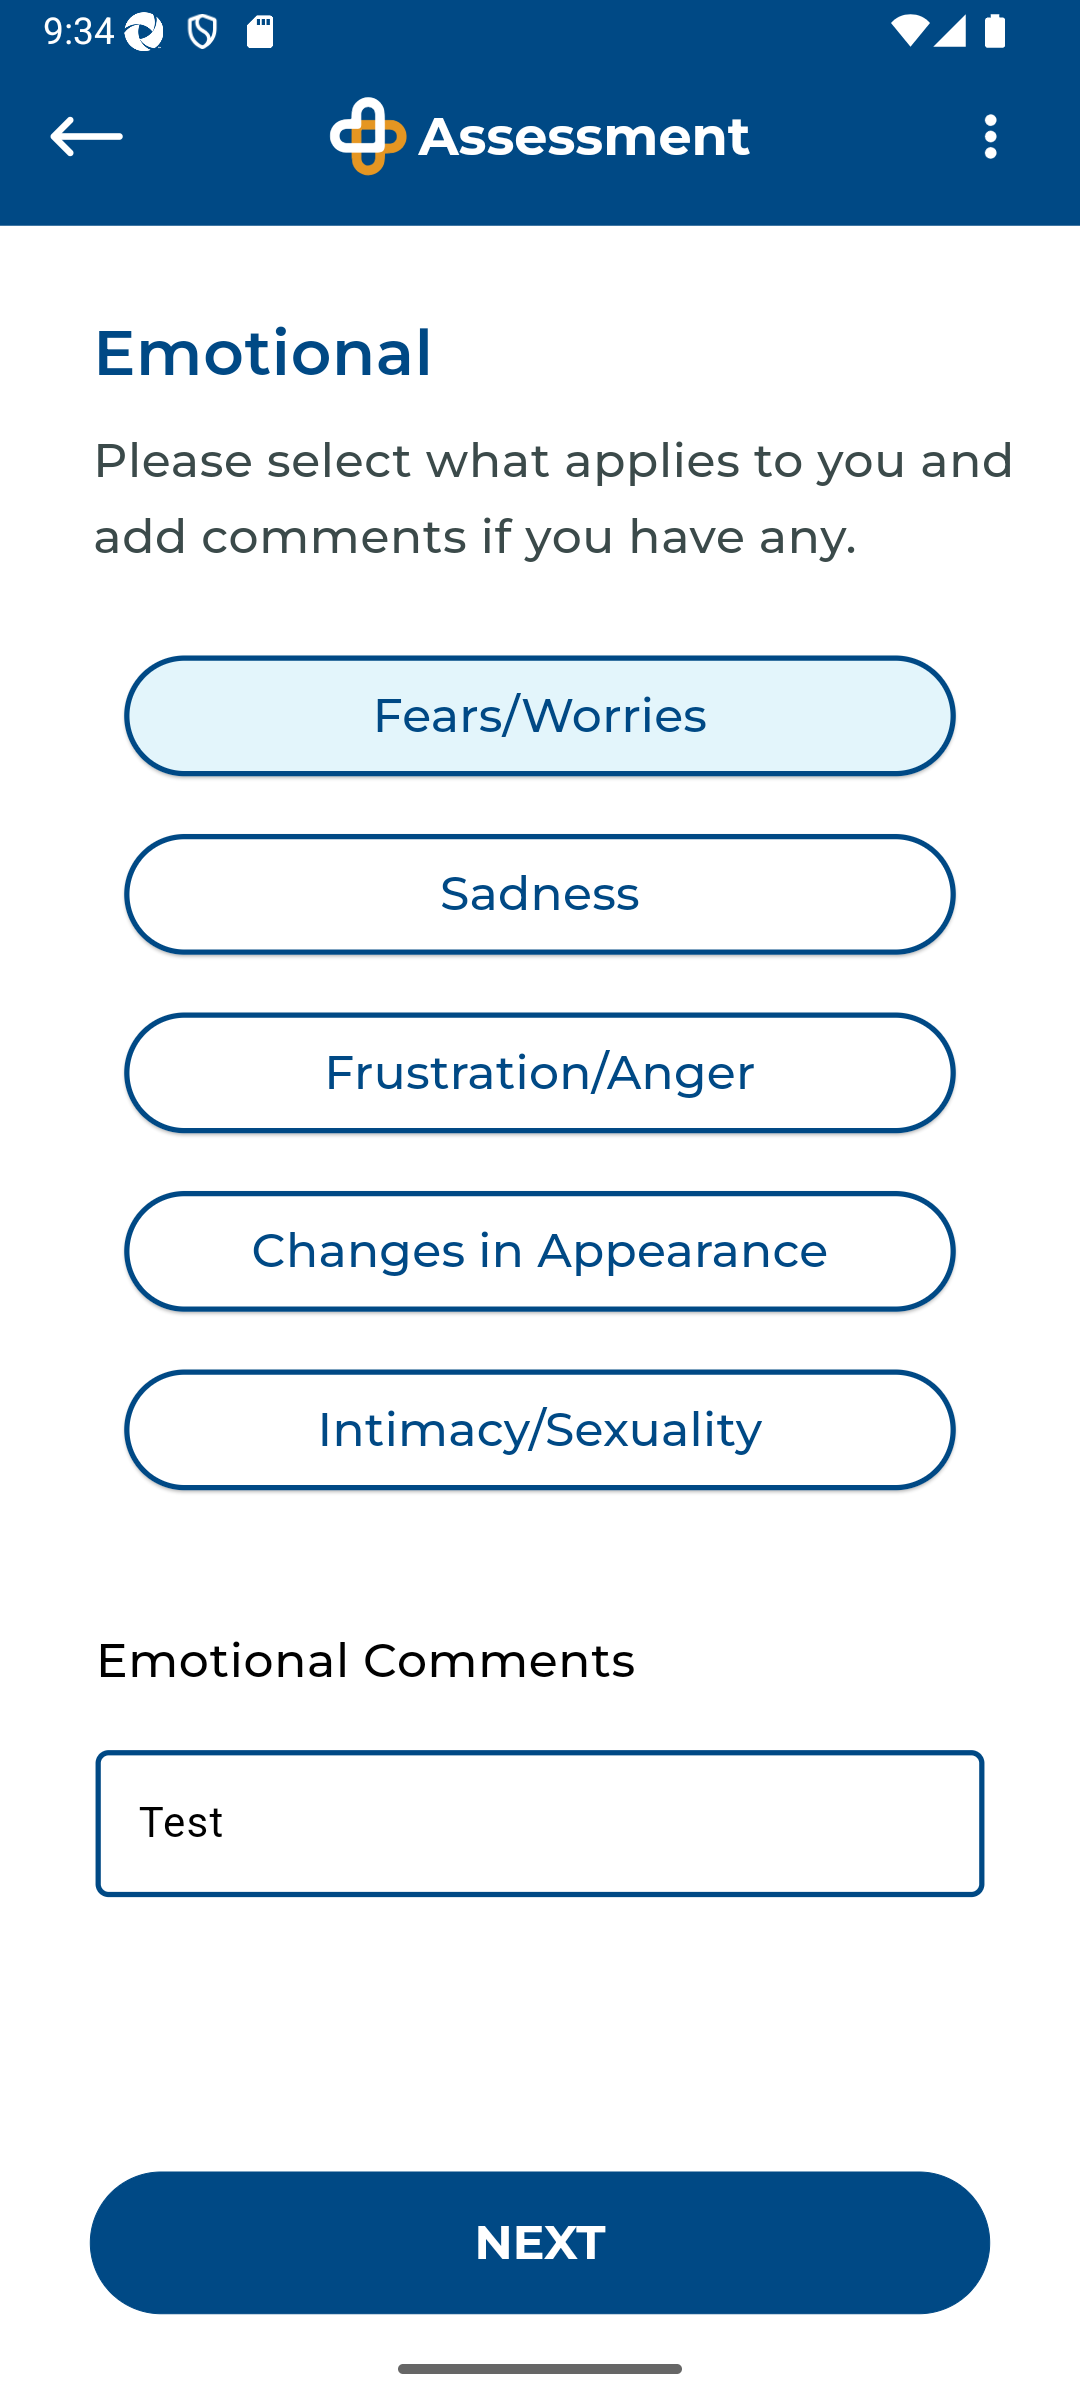 9:34
Assessment
Emotional
Please select what applies to you and
add comments if you have any.
Fears/Worries
Sadness
Frustration/Anger
Changes in Appearance
Intimacy/Sexuality
Emotional Comments
Test
NEXT